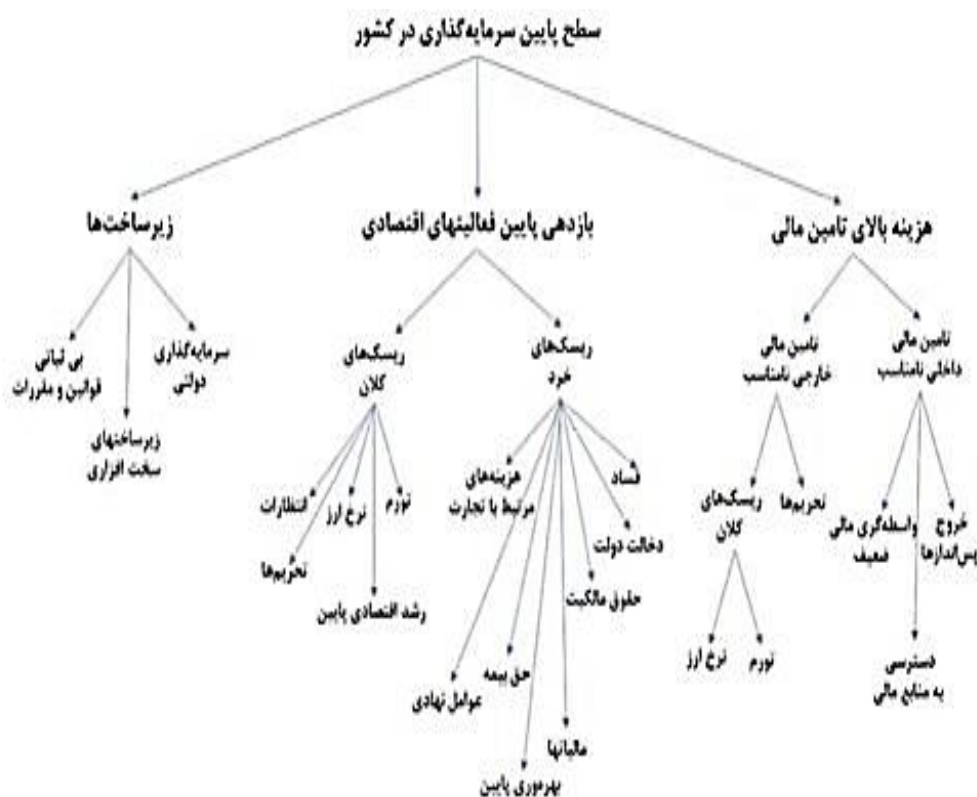 سطح پایین سرمایه‌گذاری در کشور
هزینه بالای تامین مالی
بازدهی پایین فعالیتهای اقتصادی
زیرساخت‌ها
تامین مالی
داخلی نامناسب
تامین مالی
خارجی نامناسب
ریسک‌های
خرد
ریسک‌های
کلان
سرمایه‌گذاری
دولتی
بی ثباتی
قوانین و مقررات
زیرساختهای
سخت افزاری
خروج
پس‌اندازها
واسطه‌گری مالی
ضعیف
تحریم‌ها
ریسک‌های
کلان
فساد
هزینه‌های
مرتبط با تجارت
تورم
نرخ ارز
انتظارات
دخالت دولت
تحریم‌ها
حقوق مالکیت
رشد اقتصادی پایین
دسترسی
به منابع مالی
تورم
نرخ ارز
حق بیمه
عوامل نهادی
مالیاتها
بهره‌وری پایین